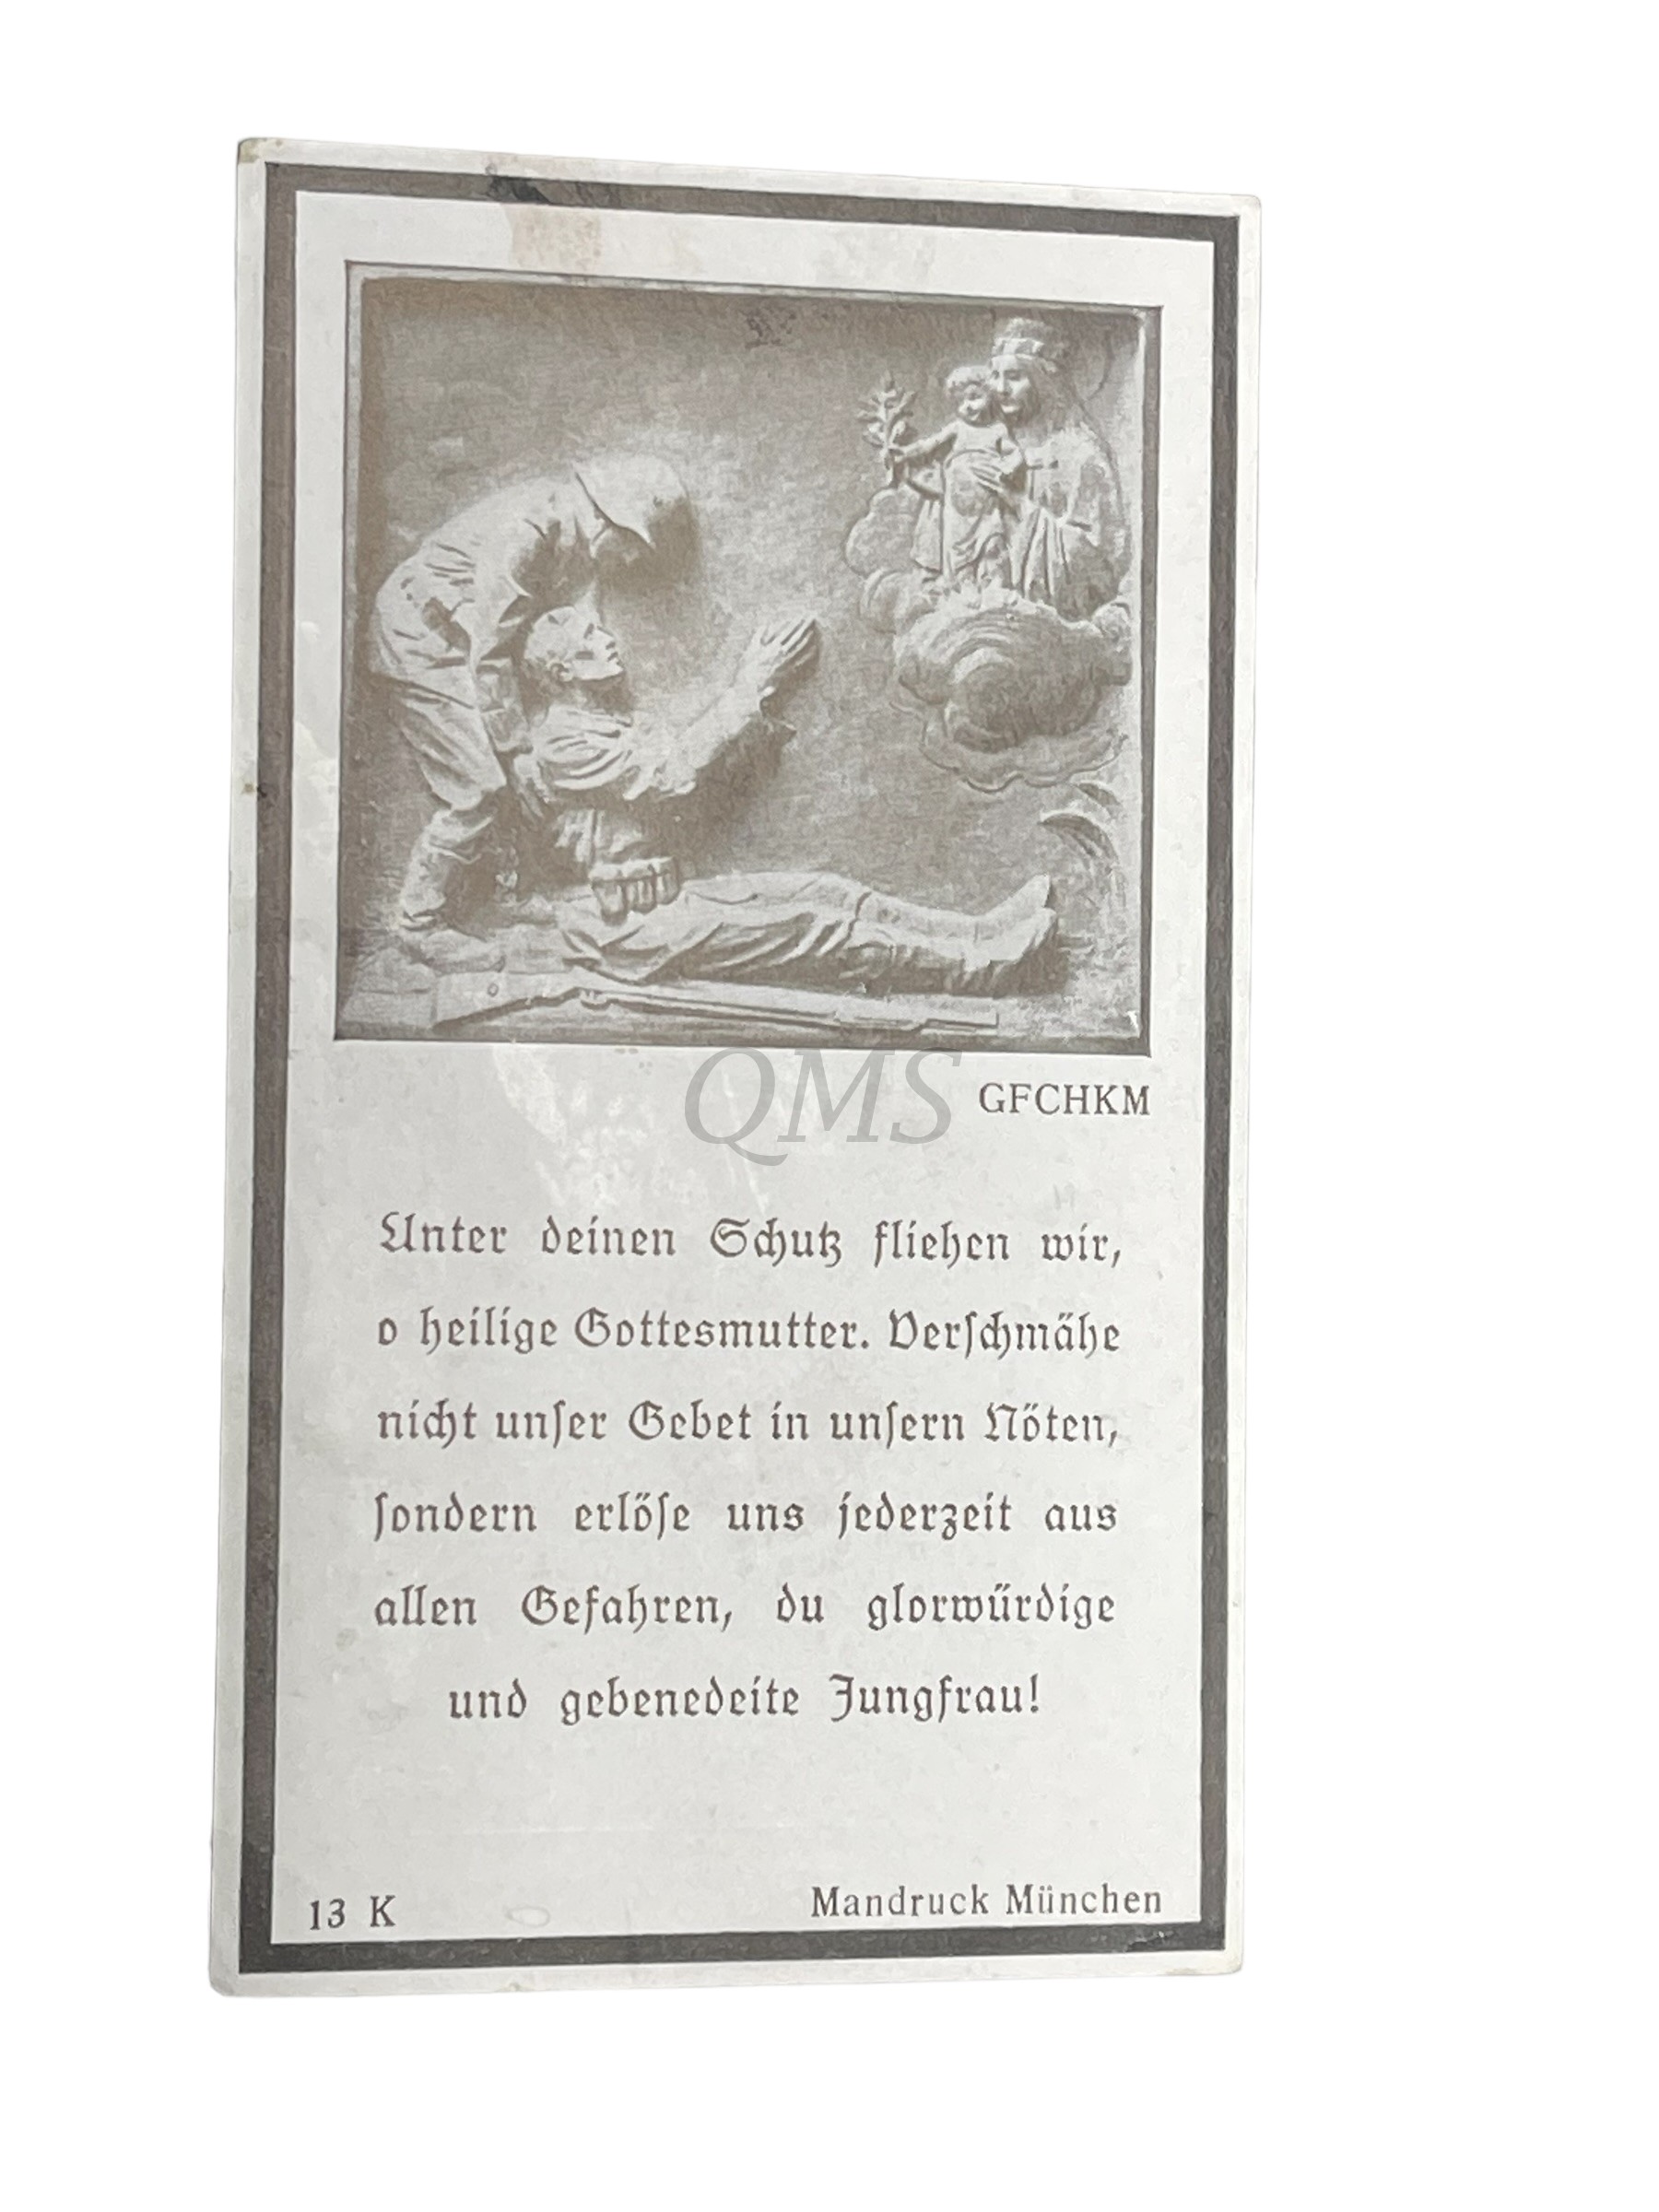 QMS
GFCHKM
Unter deinen Schutz fliehen wir,
o heilige Gottesmutter. Verſchmähe
nicht unſer Gebet in unſern Nöten,
ſondern erlöſe uns jederzeit aus
allen Gefahren, du glorwürdige
und gebenedeite Jungfrau!
13 K
Mandruck München